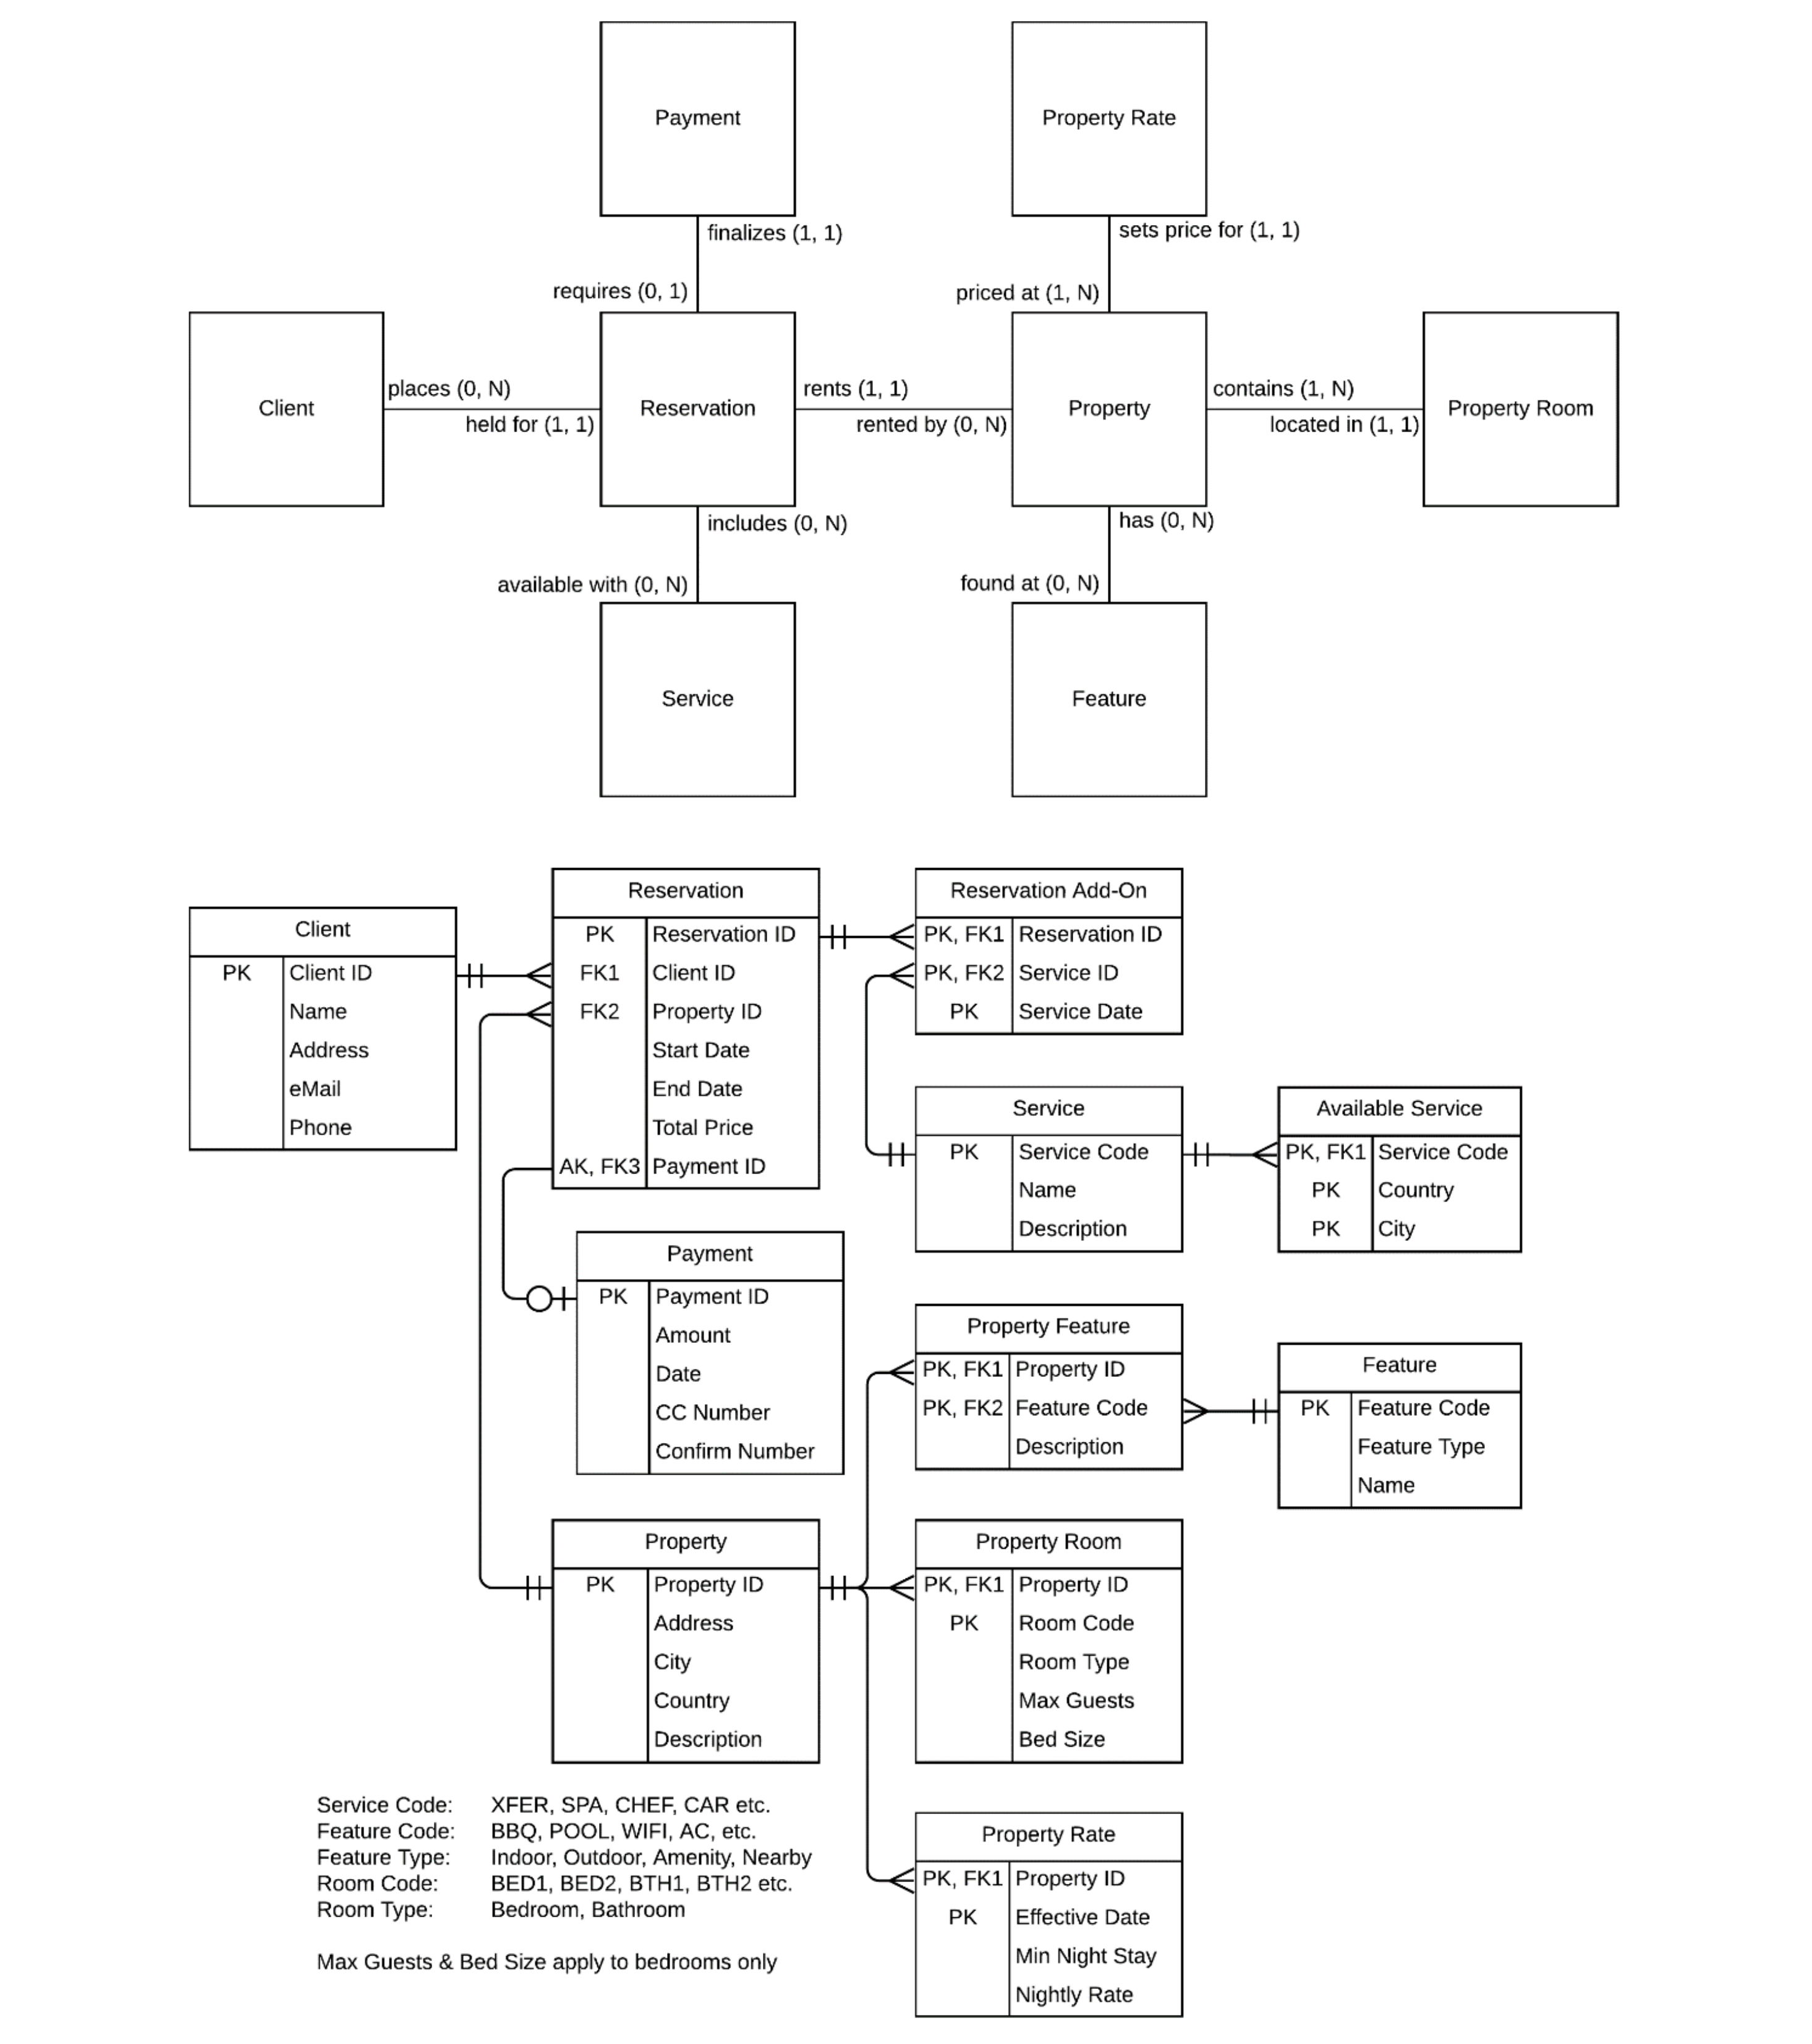 Payment
Property Rate
finalizes (1, 1)
sets price for (1, 1)
requires (0, 1)
priced at (1, N)
Client
places (0, N)
held for (1, 1)
Reservation
rents (1, 1)
rented by (0, N)
Property
contains (1, N)
located in (1, 1)
Property Room
includes (0, N)
has (0, N)
available with (0, N)
found at (0, N)
Service
Feature
Client
PK Client ID
Name
Address
eMail
Phone
Reservation
PK Reservation ID
FK1 Client ID
FK2 Property ID
Start Date
End Date
Total Price
AK, FK3 Payment ID
Reservation Add-On
PK, FK1 Reservation ID
PK, FK2 Service ID
PK Service Date
Service
PK Service Code
Name
Description
Available Service
PK, FK1 Service Code
PK Country
PK City
Payment
PK Payment ID
Amount
Date
CC Number
Confirm Number
Property Feature
PK, FK1 Property ID
PK, FK2 Feature Code
Description
Feature
PK Feature Code
Feature Type
Name
Property
PK Property ID
Address
City
Country
Description
Property Room
PK, FK1 Property ID
PK Room Code
Room Type
Max Guests
Bed Size
Property Rate
PK, FK1 Property ID
PK Effective Date
Min Night Stay
Nightly Rate
Service Code: XFER, SPA, CHEF, CAR etc.
Feature Code: BBQ, POOL, WIFI, AC, etc.
Feature Type: Indoor, Outdoor, Amenity, Nearby
Room Code: BED1, BED2, BTH1, BTH2 etc.
Room Type: Bedroom, Bathroom
Max Guests & Bed Size apply to bedrooms only